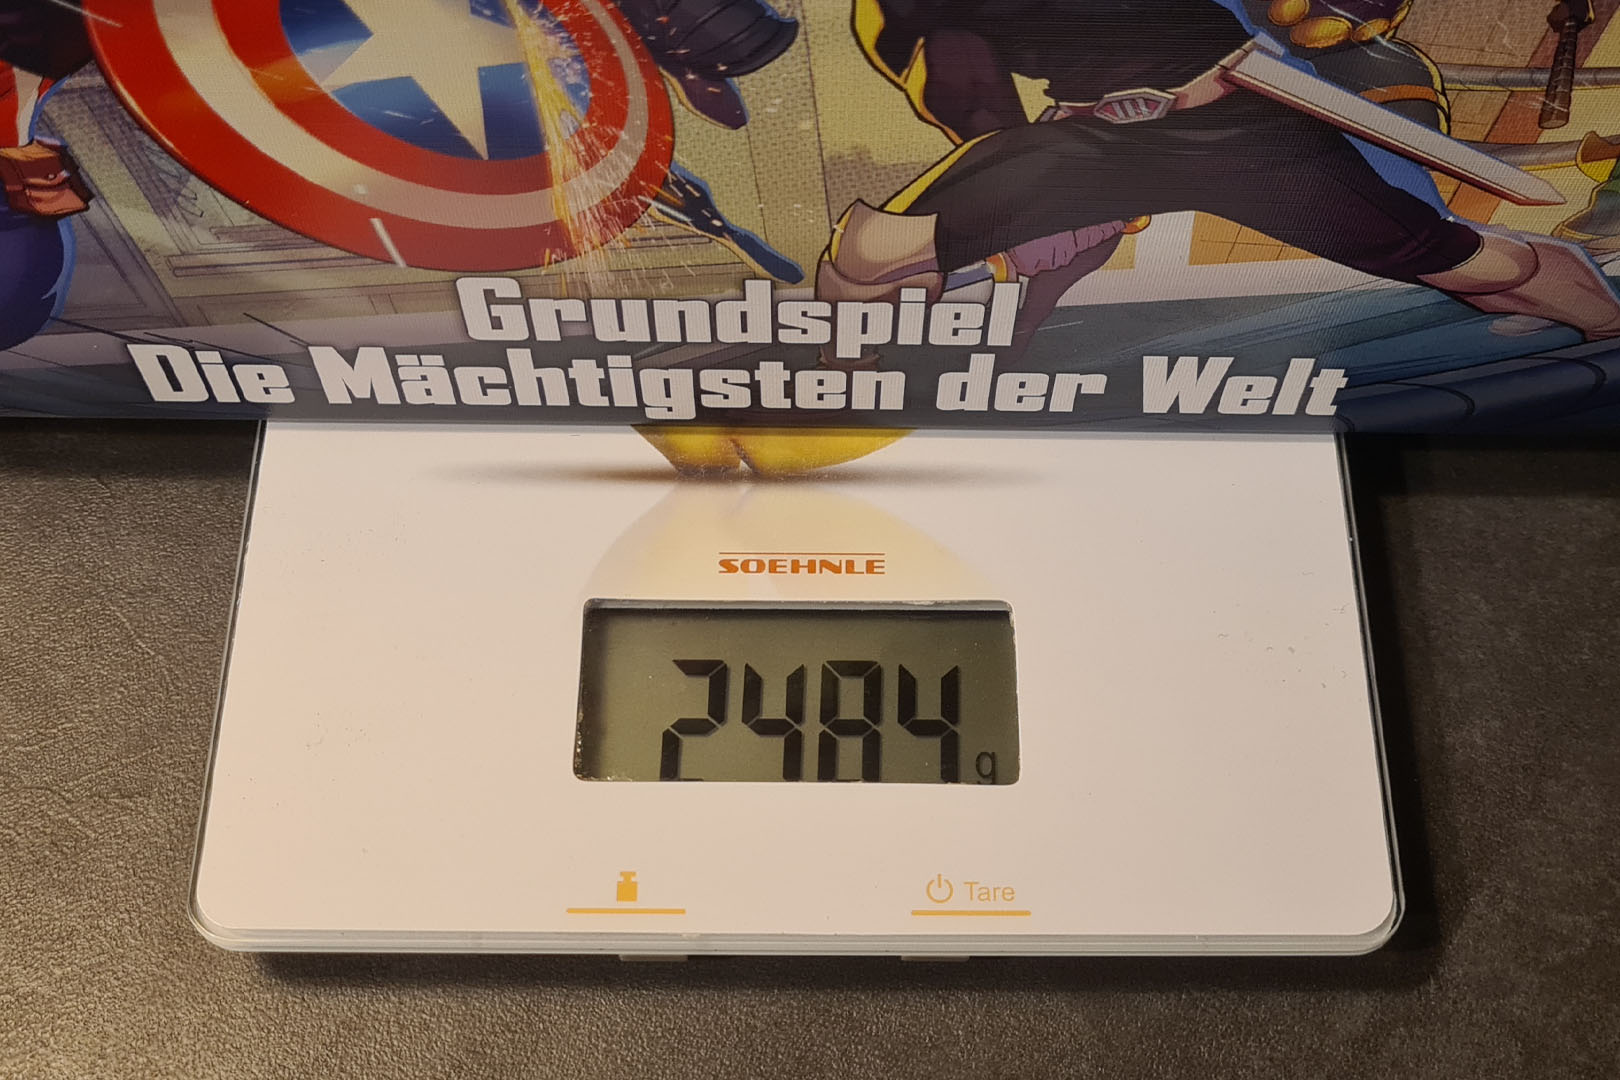 Grundspiel
Die Mächtigsten der Welt
SOEHNLE
2484 g
Tare